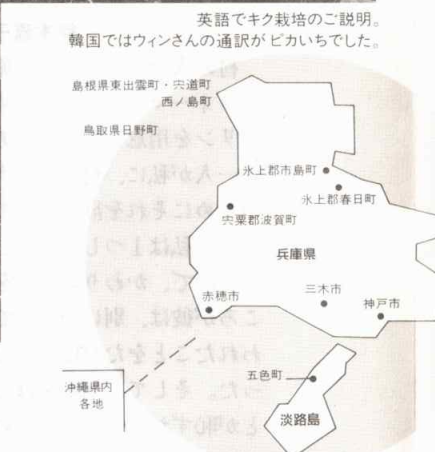 英語でキク栽培のご説明。
韓国ではウィンさんの通訳がピカいちでした。
島根県東出雲町・宍道町
西ノ島町
鳥取県日野町
氷上郡市島町
氷上郡春日町
宍粟郡波賀町
兵庫県
赤穂市
三木市
神戸市
五色町
淡路島
沖縄県内
各地